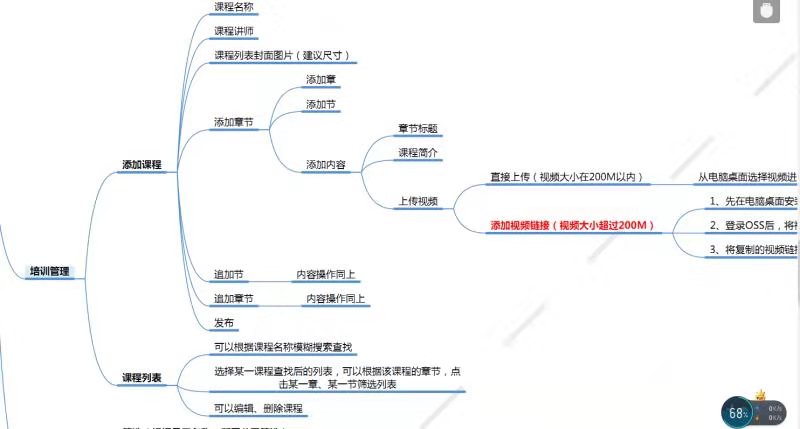 课程名称
课程讲师
课程列表封面图片（建议尺寸）
添加章
添加节
添加章节
章节标题
课程简介
添加课程
添加内容
直接上传（视频大小在200M以内）
从电脑桌面选择视频进
上传视频
1、先在电脑桌面安
添加视频链接（视频大小超过200M）
2、登录OSS后，将
3、将复制的视频链
培训管理
追加节
内容操作同上
追加章节
内容操作同上
发布
可以根据课程名称模糊搜索查找
课程列表
选择某一课程查找后的列表，可以根据该课程的章节，点
击某一章、某一节筛选列表
可以编辑、删除课程
68%
0K/s
0K/s